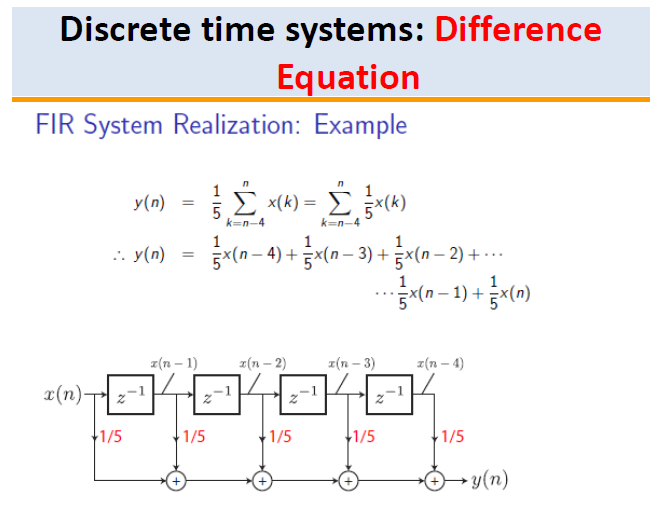 Discrete time systems: Difference
Equation
FIR System Realization: Example
y(n) = 1/5 ∑_{k=n−4}^{n} x(k) = ∑_{k=n−4}^{n} 1/5 x(k)
∴ y(n) = 1/5 x(n − 4) + 1/5 x(n − 3) + 1/5 x(n − 2) + ···
··· 1/5 x(n − 1) + 1/5 x(n)
x(n − 1) x(n − 2) x(n − 3) x(n − 4)
x(n) z⁻¹ z⁻¹ z⁻¹ z⁻¹
1/5 1/5 1/5 1/5 1/5
+ + + + y(n)